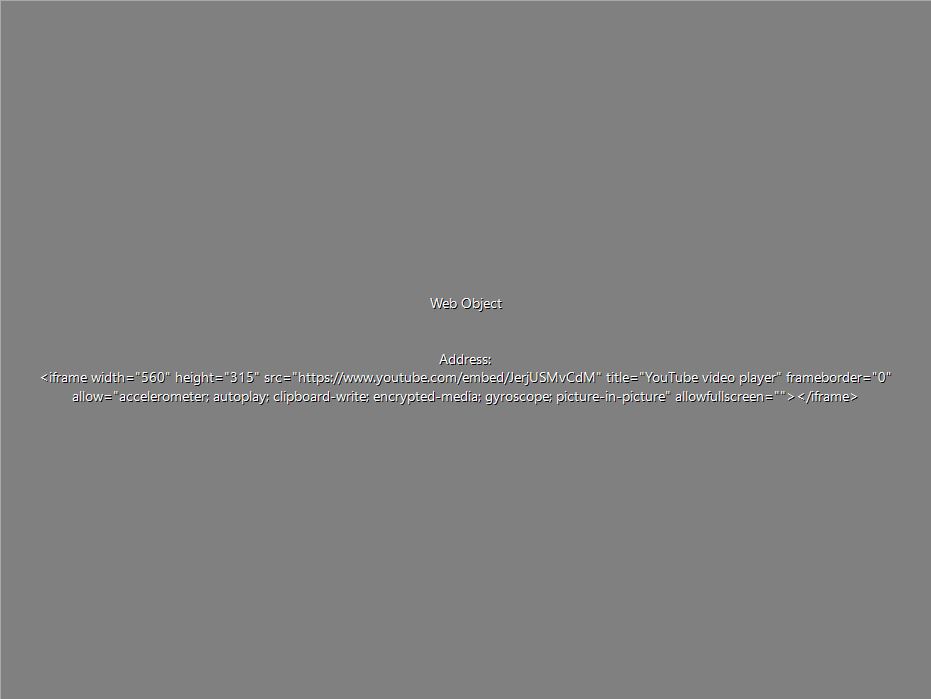 Web Object
Address:
<iframe width="560" height="315" src="https://www.youtube.com/embed/JerjUSMvCdM" title="YouTube video player" frameborder="0"
allow="accelerometer; autoplay; clipboard-write; encrypted-media; gyroscope; picture-in-picture" allowfullscreen=""></iframe>